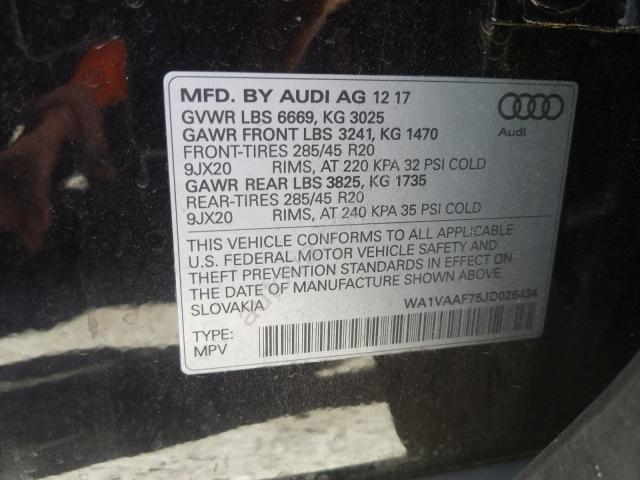 MFD. BY AUDI AG 12 17
GVWR LBS 6669, KG 3025
GAWR FRONT LBS 3241, KG 1470
FRONT-TIRES 285/45 R20
9JX20 RIMS, AT 220 KPA 32 PSI COLD
GAWR REAR LBS 3825, KG 1735
REAR-TIRES 285/45 R20
9JX20 RIMS, AT 240 KPA 35 PSI COLD
Audi
THIS VEHICLE CONFORMS TO ALL APPLICABLE
U.S. FEDERAL MOTOR VEHICLE SAFETY AND
THEFT PREVENTION STANDARDS IN EFFECT ON
THE DATE OF MANUFACTURE SHOWN ABOVE.
SLOVAKIA
WA1VAAF75JD026434
TYPE:
MPV